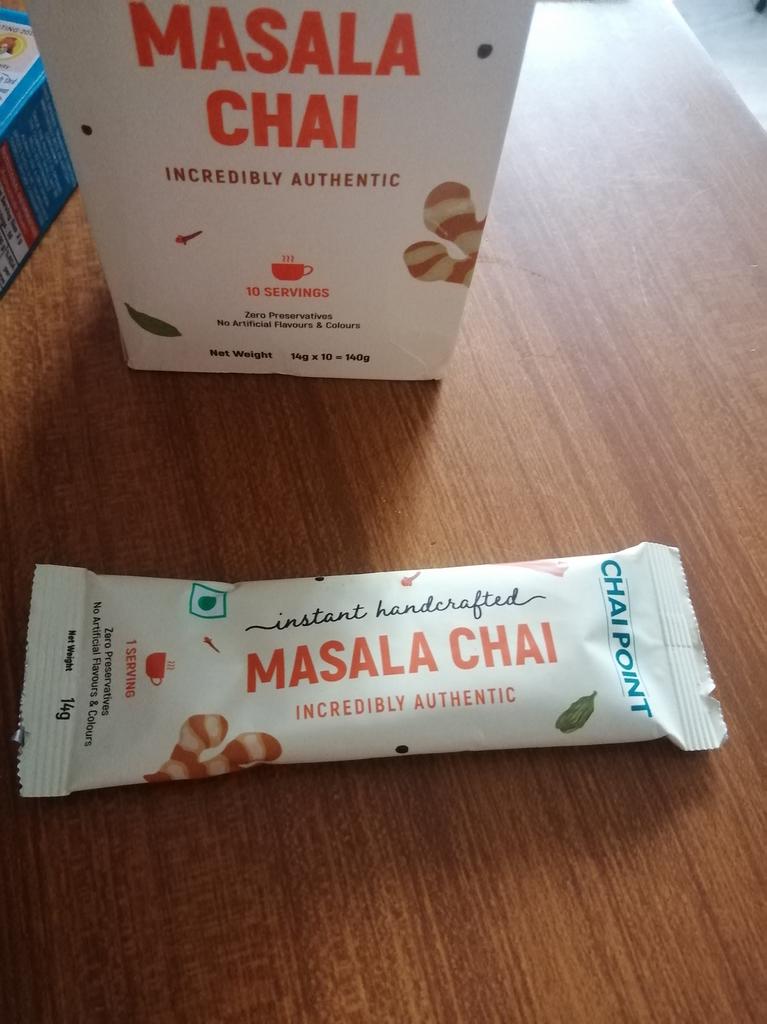 MASALA
CHAI
INCREDIBLY AUTHENTIC
10 SERVINGS
Zero Preservatives
No Artificial Flavours & Colours
Net Weight 14g x 10 = 140g
instant handcrafted
MASALA CHAI
INCREDIBLY AUTHENTIC
CHAI POINT
1 SERVING
Zero Preservatives
No Artificial Flavours & Colours
Net Weight 14g